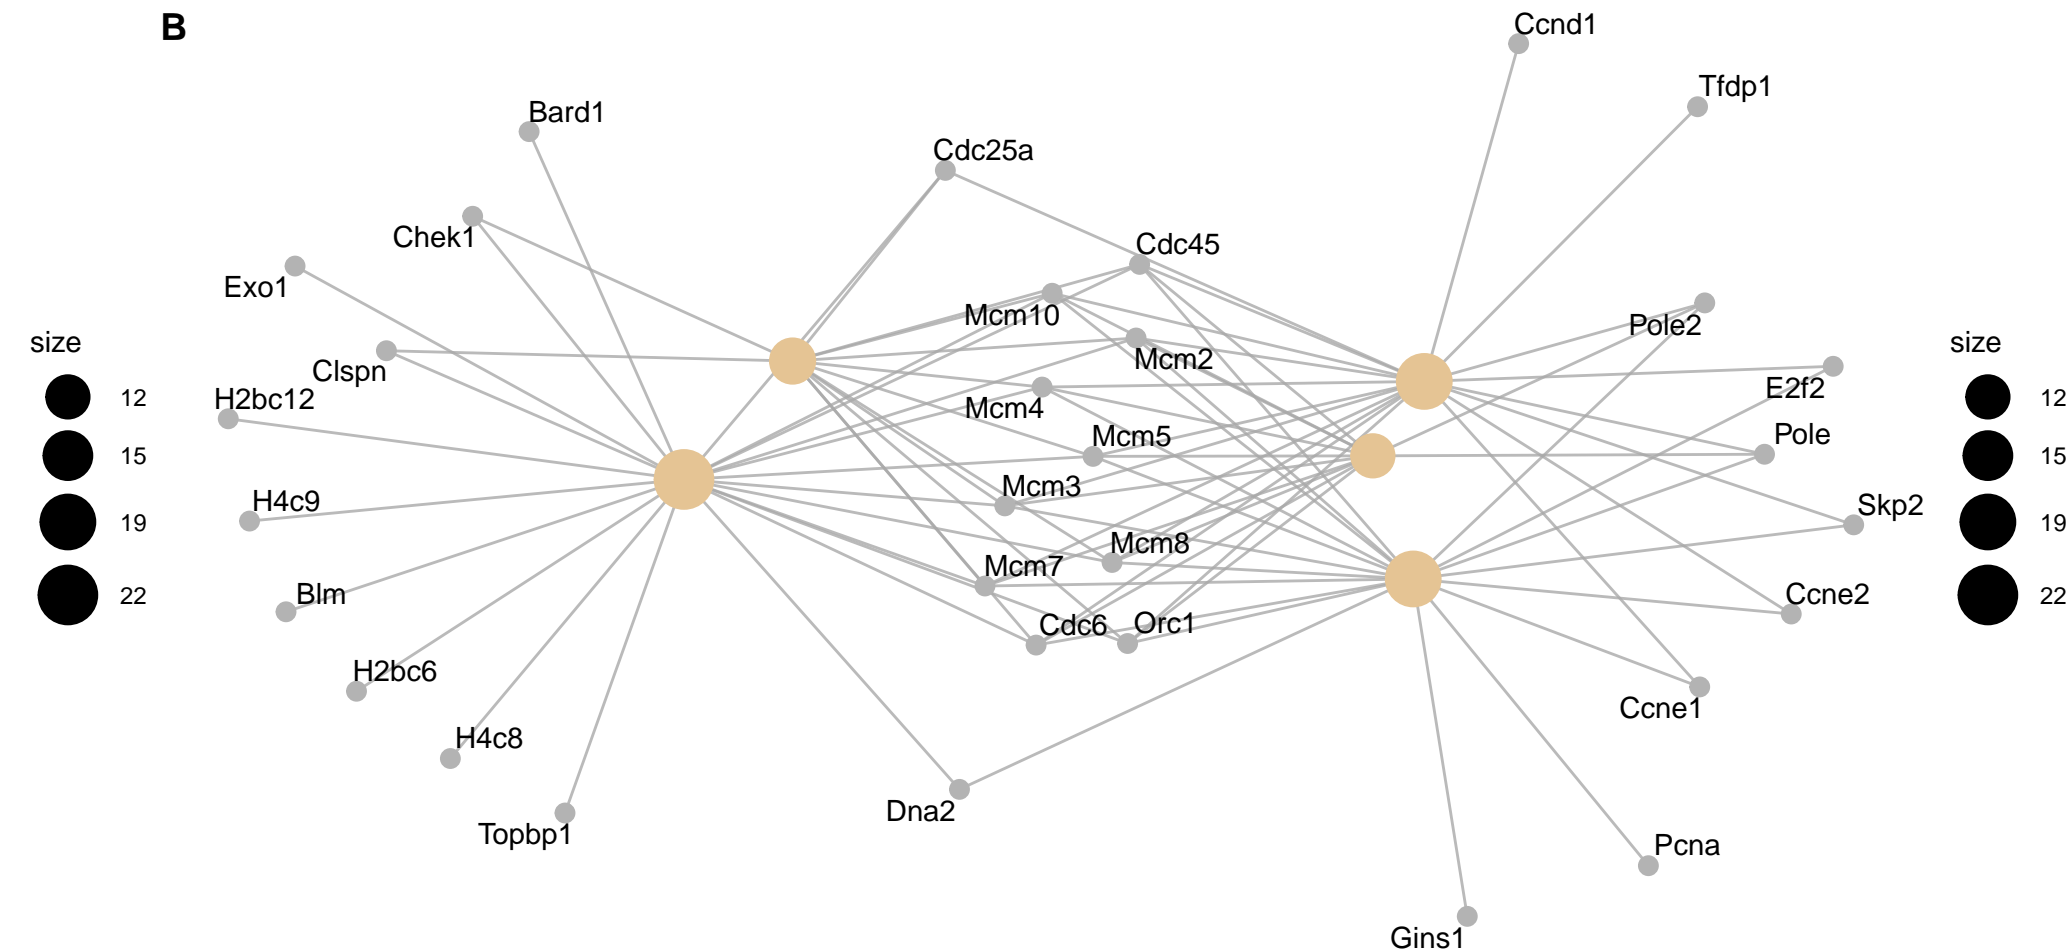 B
Ccnd1
Tfdp1
Bard1
Cdc25a
Chek1
Cdc45
Exo1
Mcm10
Pole2
size
Mcm2
size
Clspn
E2f2
12
H2bc12
Mcm4
12
Mcm5
Pole
15
15
Mcm3
H4c9
Skp2
19
19
Mcm8
Mcm7
22
Blm
Ccne2
22
Cdc6
Orc1
H2bc6
Ccne1
H4c8
Dna2
Topbp1
Pcna
Gins1